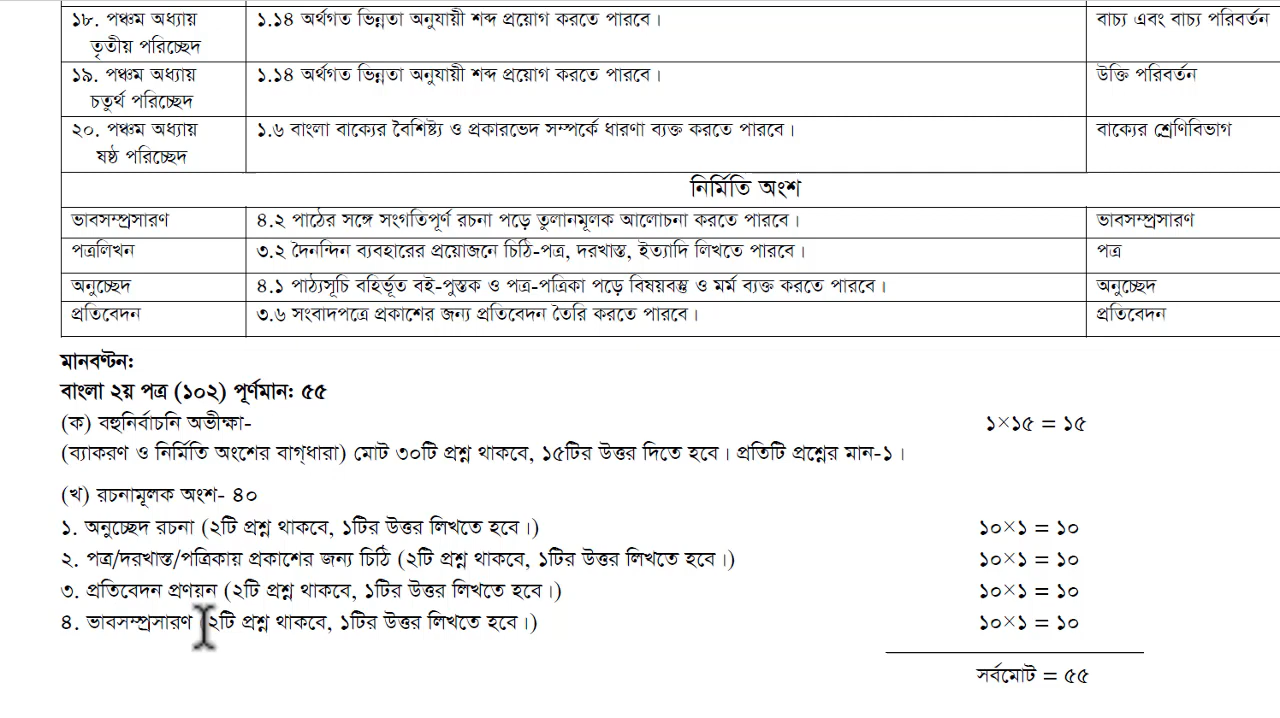 ১৮. পঞ্চম অধ্যায় ১.১৪ অর্থগত ভিন্নতা অনুযায়ী শব্দ প্রয়োগ করতে পারবে। বাচ্য এবং বাচ্য পরিবর্তন
তৃতীয় পরিচ্ছেদ
১৯. পঞ্চম অধ্যায় ১.১৪ অর্থগত ভিন্নতা অনুযায়ী শব্দ প্রয়োগ করতে পারবে। উক্তি পরিবর্তন
চতুর্থ পরিচ্ছেদ
২০. পঞ্চম অধ্যায় ১.৬ বাংলা বাক্যের বৈশিষ্ট্য ও প্রকারভেদ সম্পর্কে ধারণা ব্যক্ত করতে পারবে। বাক্যের শ্রেণিবিভাগ
ষষ্ঠ পরিচ্ছেদ
নির্মিতি অংশ
ভাবসম্প্রসারণ ৪.২ পাঠের সঙ্গে সংগতিপূর্ণ রচনা পড়ে তুলানমূলক আলোচনা করতে পারবে। ভাবসম্প্রসারণ
পত্রলিখন ৩.২ দৈনন্দিন ব্যবহারের প্রয়োজনে চিঠি-পত্র, দরখাস্ত, ইত্যাদি লিখতে পারবে। পত্র
অনুচ্ছেদ ৪.১ পাঠ্যসূচি বহির্ভূত বই-পুস্তক ও পত্র-পত্রিকা পড়ে বিষয়বস্তু ও মর্ম ব্যক্ত করতে পারবে। অনুচ্ছেদ
প্রতিবেদন ৩.৬ সংবাদপত্রে প্রকাশের জন্য প্রতিবেদন তৈরি করতে পারবে। প্রতিবেদন
মানবণ্টন:
বাংলা ২য় পত্র (১০২) পূর্ণমান: ৫৫
(ক) বহুনির্বাচনি অভীক্ষা- ১×১৫ = ১৫
(ব্যাকরণ ও নির্মিতি অংশের বাগ্‌ধারা) মোট ৩০টি প্রশ্ন থাকবে, ১৫টির উত্তর দিতে হবে। প্রতিটি প্রশ্নের মান-১।
(খ) রচনামূলক অংশ- ৪০
১. অনুচ্ছেদ রচনা (২টি প্রশ্ন থাকবে, ১টির উত্তর লিখতে হবে।) ১০×১ = ১০
২. পত্র/দরখাস্ত/পত্রিকায় প্রকাশের জন্য চিঠি (২টি প্রশ্ন থাকবে, ১টির উত্তর লিখতে হবে।) ১০×১ = ১০
৩. প্রতিবেদন প্রণয়ন (২টি প্রশ্ন থাকবে, ১টির উত্তর লিখতে হবে।) ১০×১ = ১০
৪. ভাবসম্প্রসারণ (২টি প্রশ্ন থাকবে, ১টির উত্তর লিখতে হবে।) ১০×১ = ১০
সর্বমোট = ৫৫